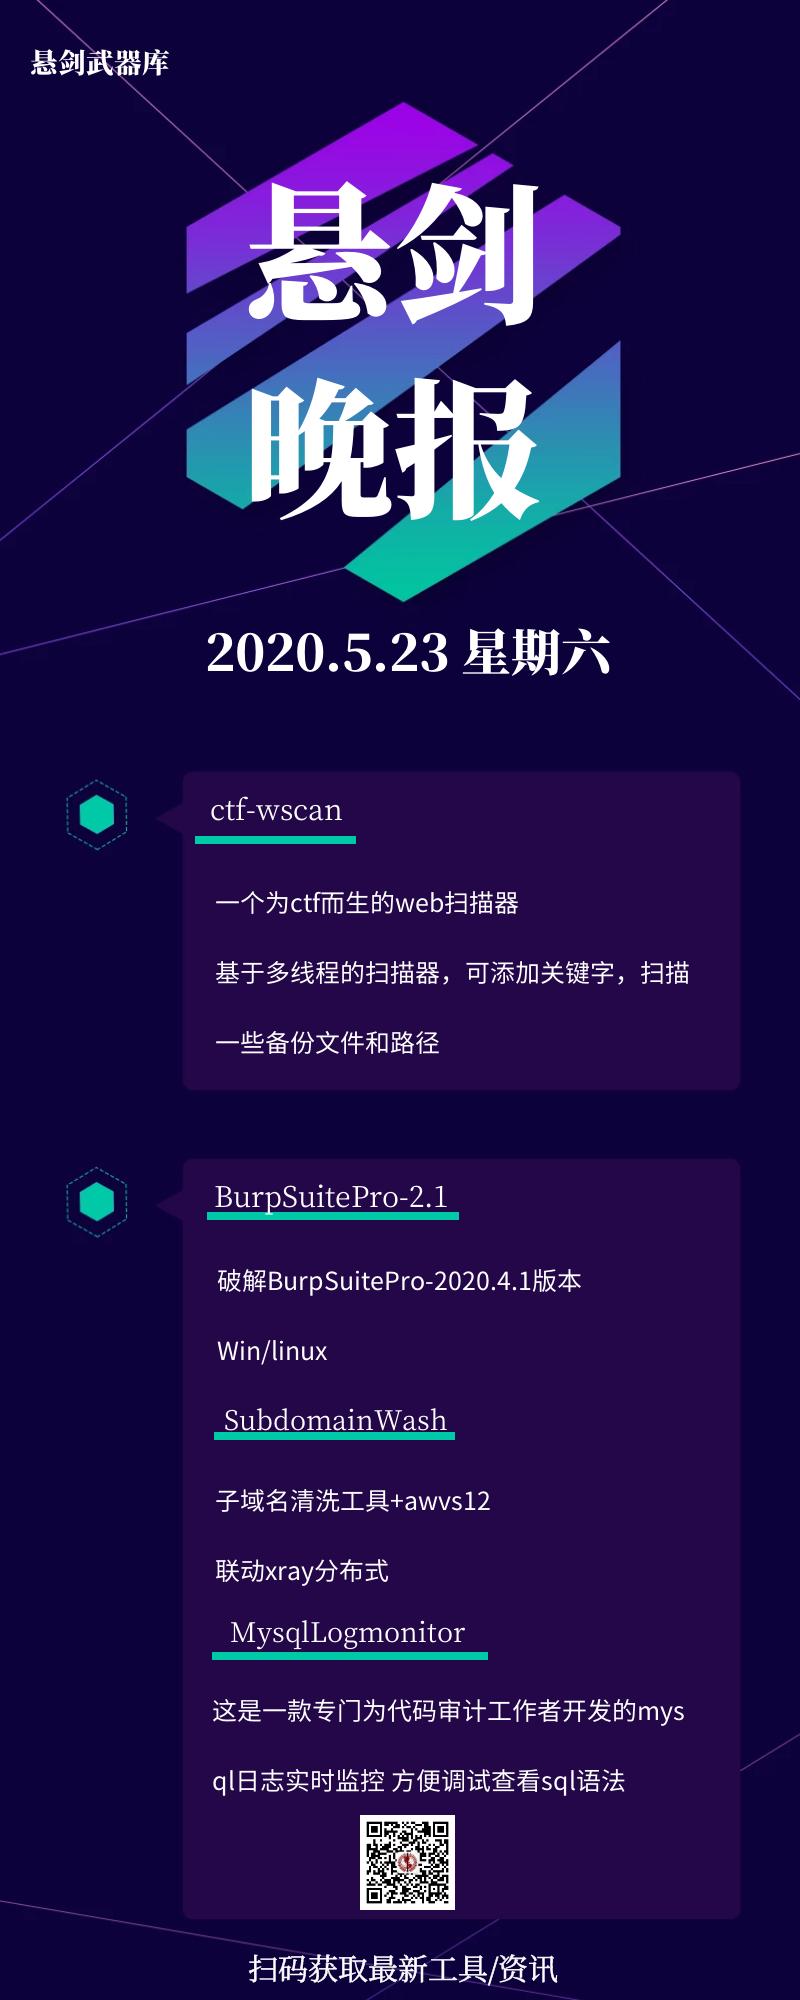 悬剑武器库
悬剑
晚报
2020.5.23 星期六
ctf-wscan
一个为ctf而生的web扫描器
基于多线程的扫描器，可添加关键字，扫描
一些备份文件和路径
BurpSuitePro-2.1
破解BurpSuitePro-2020.4.1版本
Win/linux
SubdomainWash
子域名清洗工具+awvs12
联动xray分布式
MysqlLogmonitor
这是一款专门为代码审计工作者开发的mys
ql日志实时监控 方便调试查看sql语法
扫码获取最新工具/资讯